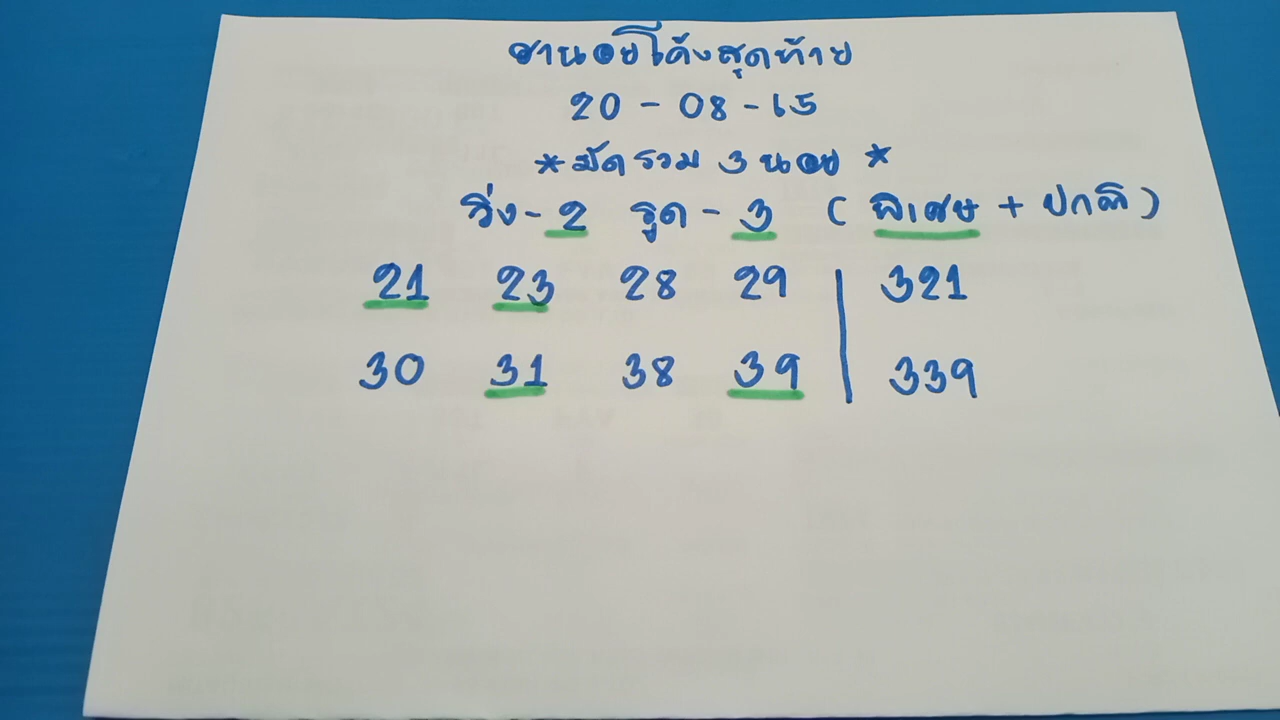 ฮานอยโค้งสุดท้าย
20 - 08 - 65
*มัดรวม 3 นอย*
วิ่ง - 2 รูด - 3 (พิเศษ + ปกติ)
21 23 28 29 | 321
30 31 38 39 | 339